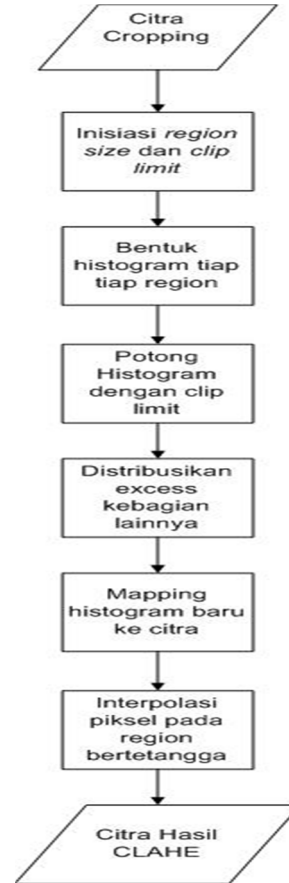 Citra
Cropping
Inisiasi region
size dan clip
limit
Bentuk
histogram tiap
tiap region
Potong
Histogram
dengan clip
limit
Distribusikan
excess
kebagian
lainnya
Mapping
histogram baru
ke citra
Interpolasi
piksel pada
region
bertetangga
Citra Hasil
CLAHE